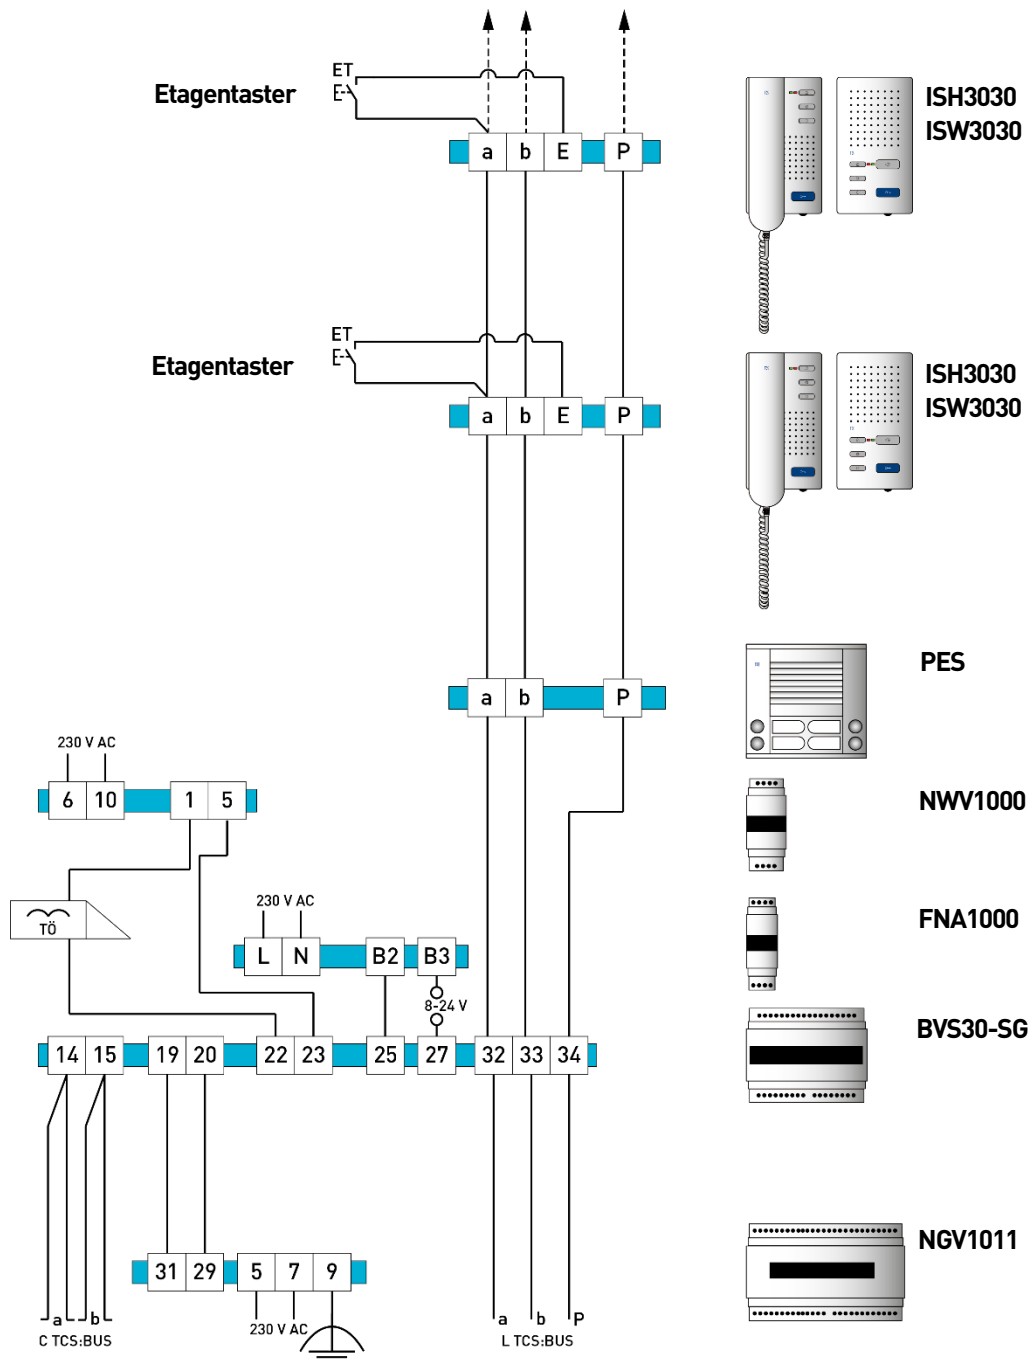 ET
Etagentaster
E
a b E P
ISH3030
ISW3030
ET
Etagentaster
E
a b E P
ISH3030
ISW3030
a b P
PES
230 V AC
6 10 1 5
NWV1000
TÖ
230 V AC
L N B2 B3
FNA1000
8-24 V
14 15 19 20 22 23 25 27 32 33 34
BVS30-SG
31 29 5 7 9
NGV1011
a b
C TCS:BUS
230 V AC
a b P
L TCS:BUS